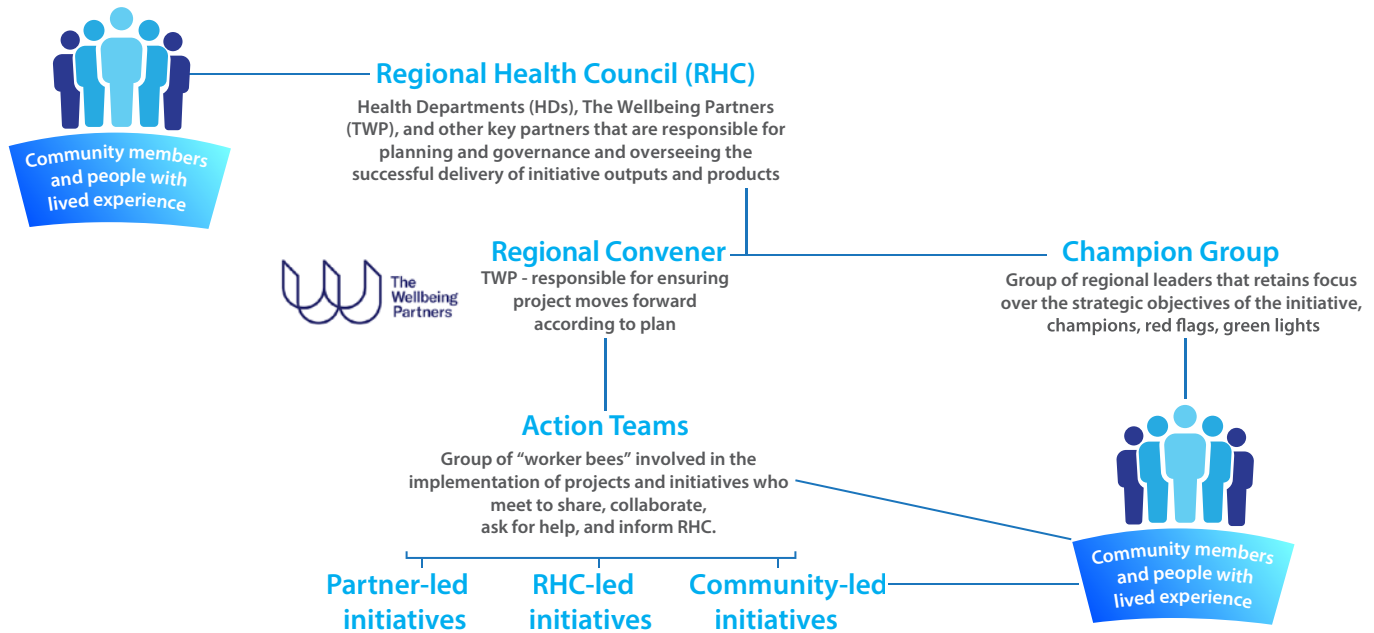 Community members
and people with
lived experience
Regional Health Council (RHC)
Health Departments (HDs), The Wellbeing Partners
(TWP), and other key partners that are responsible for
planning and governance and overseeing the
successful delivery of initiative outputs and products
The
Wellbeing
Partners
Regional Convener
TWP - responsible for ensuring
project moves forward
according to plan
Champion Group
Group of regional leaders that retains focus
over the strategic objectives of the initiative,
champions, red flags, green lights
Action Teams
Group of “worker bees” involved in the
implementation of projects and initiatives who
meet to share, collaborate,
ask for help, and inform RHC.
Partner-led
initiatives
RHC-led
initiatives
Community-led
initiatives
Community members
and people with
lived experience